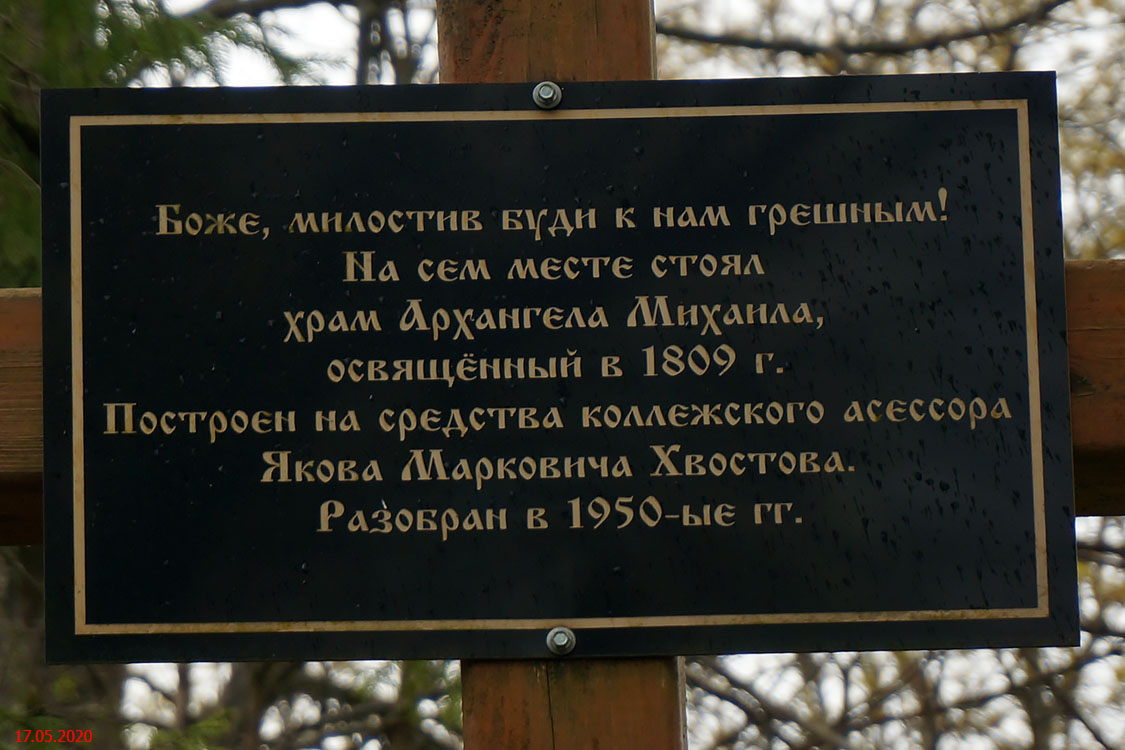 Боже, милостив буди к нам грешным!
На сем месте стоял
храм Архангела Михаила,
освящённый в 1809 г.
Построен на средства коллежского асессора
Якова Марковича Хвостова.
Разобран в 1950-ые гг.
17.05.2020